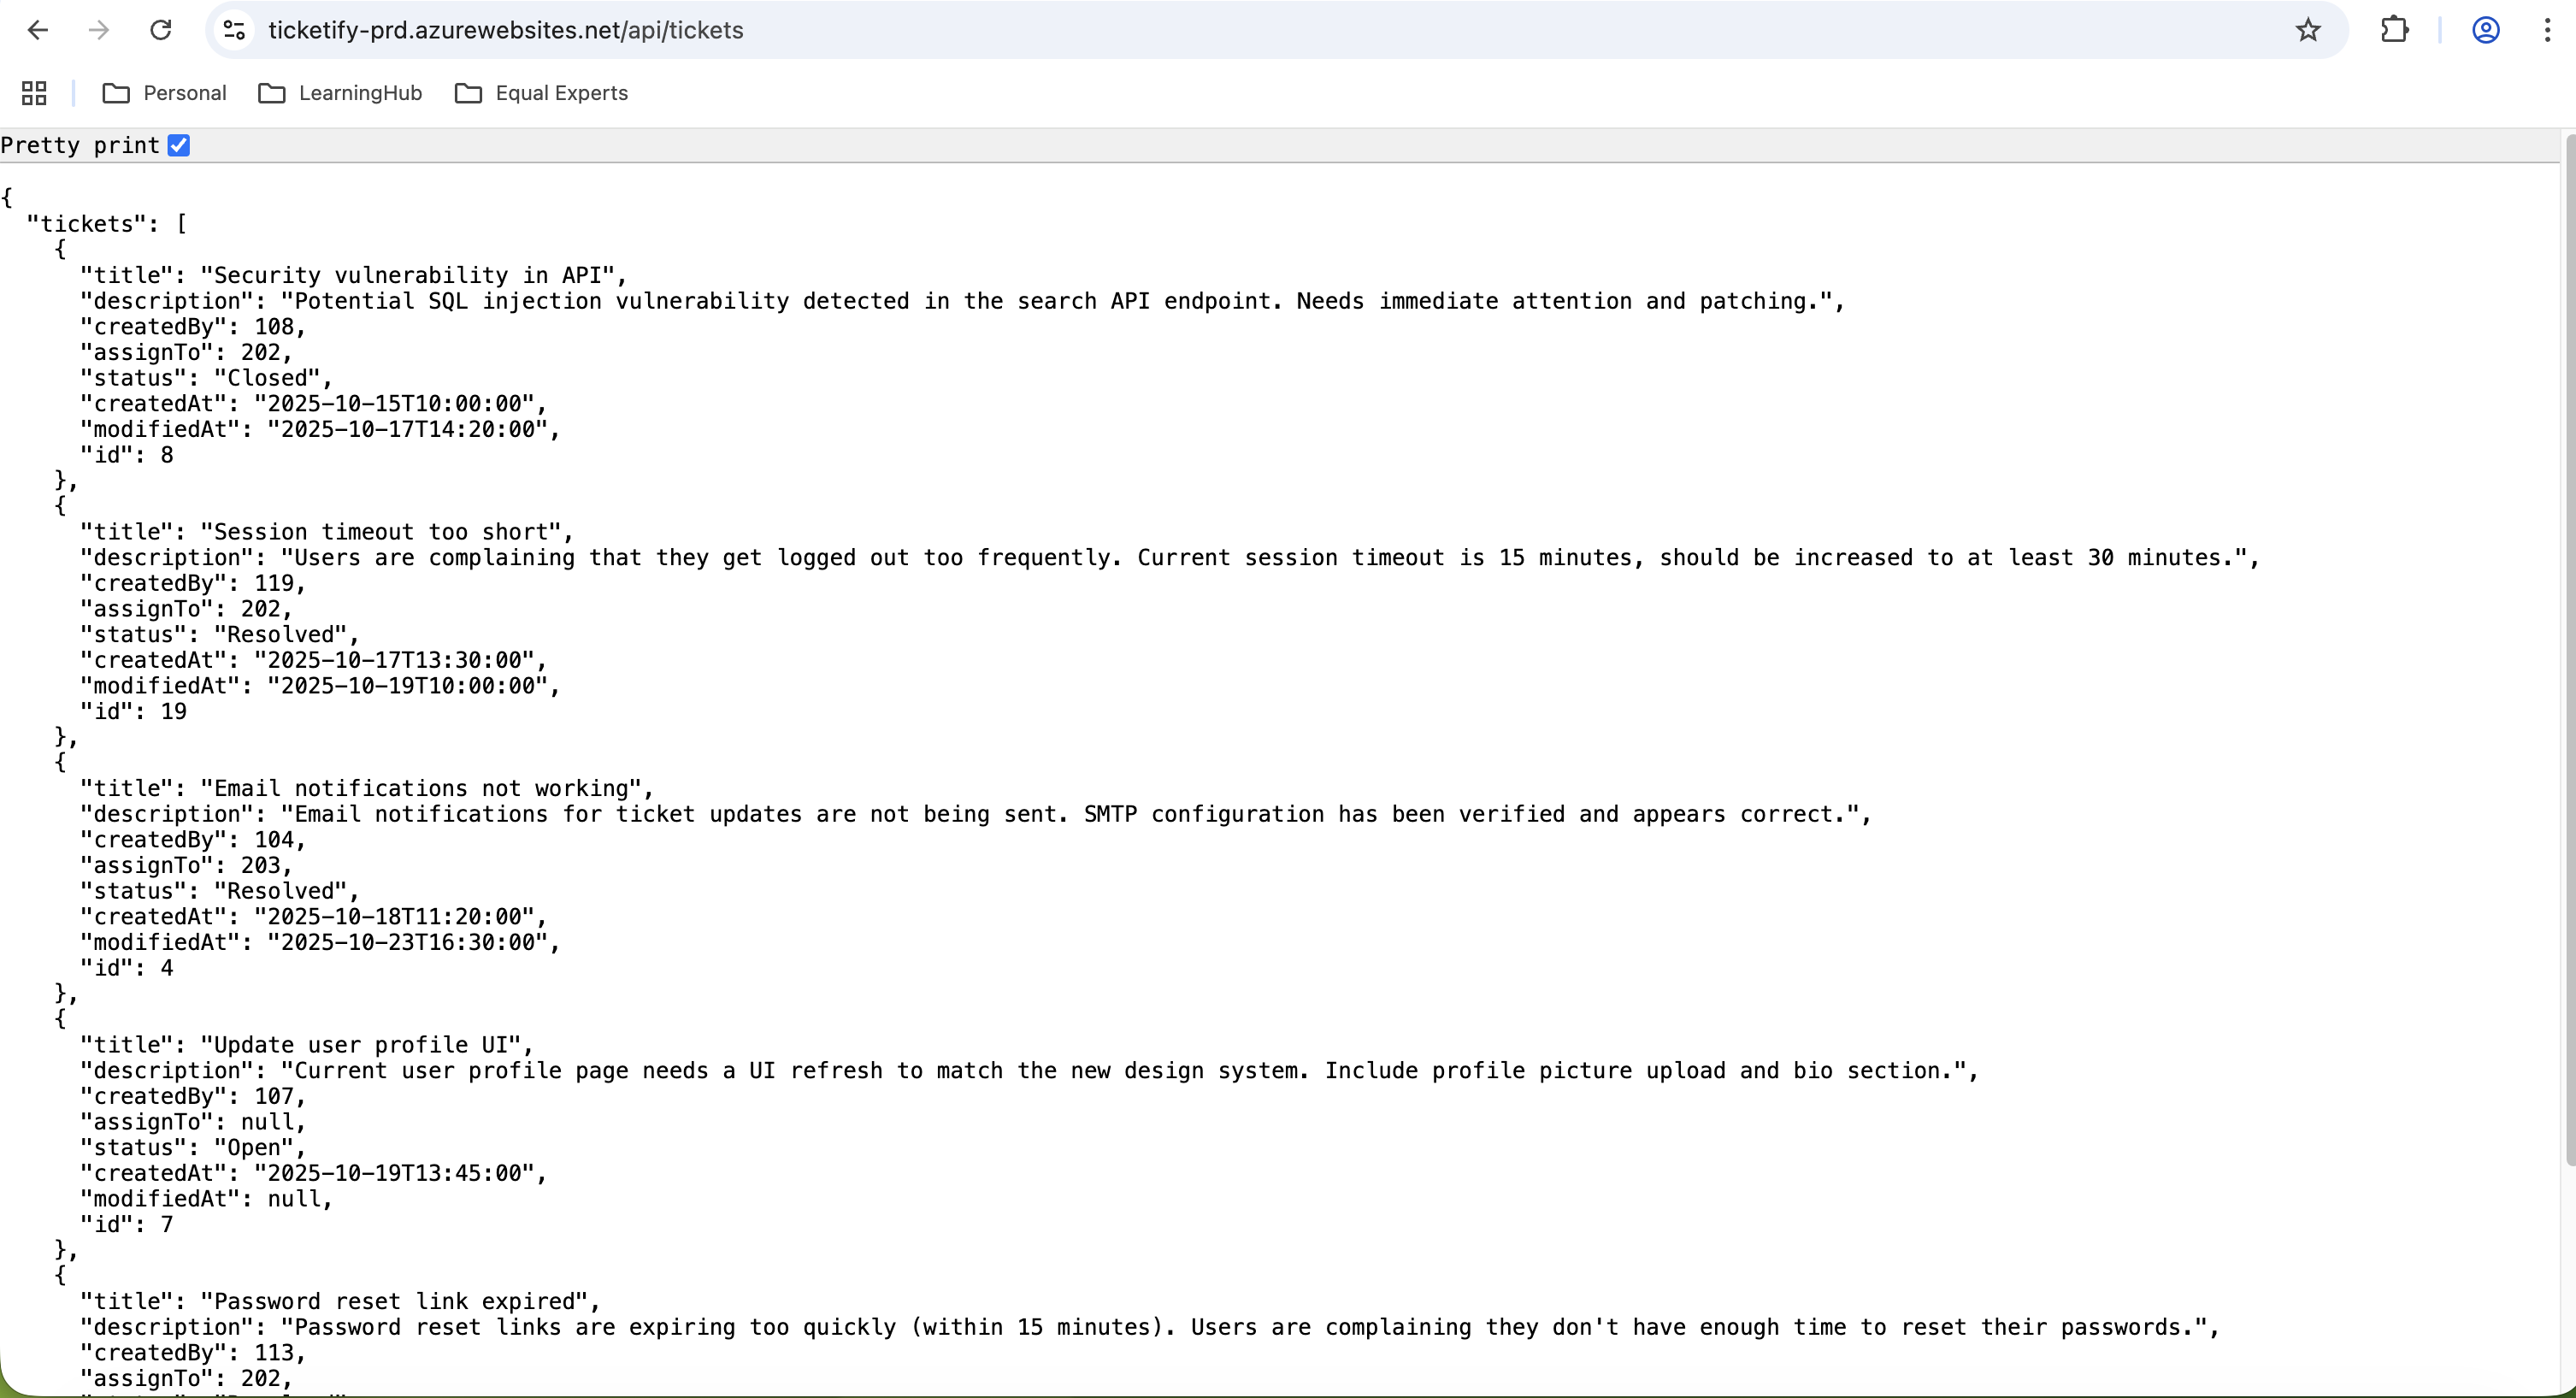 ticketify-prd.azurewebsites.net/api/tickets
Personal LearningHub Equal Experts
Pretty print
{
  "tickets": [
    {
      "title": "Security vulnerability in API",
      "description": "Potential SQL injection vulnerability detected in the search API endpoint. Needs immediate attention and patching.",
      "createdBy": 108,
      "assignTo": 202,
      "status": "Closed",
      "createdAt": "2025-10-15T10:00:00",
      "modifiedAt": "2025-10-17T14:20:00",
      "id": 8
    },
    {
      "title": "Session timeout too short",
      "description": "Users are complaining that they get logged out too frequently. Current session timeout is 15 minutes, should be increased to at least 30 minutes.",
      "createdBy": 119,
      "assignTo": 202,
      "status": "Resolved",
      "createdAt": "2025-10-17T13:30:00",
      "modifiedAt": "2025-10-19T10:00:00",
      "id": 19
    },
    {
      "title": "Email notifications not working",
      "description": "Email notifications for ticket updates are not being sent. SMTP configuration has been verified and appears correct.",
      "createdBy": 104,
      "assignTo": 203,
      "status": "Resolved",
      "createdAt": "2025-10-18T11:20:00",
      "modifiedAt": "2025-10-23T16:30:00",
      "id": 4
    },
    {
      "title": "Update user profile UI",
      "description": "Current user profile page needs a UI refresh to match the new design system. Include profile picture upload and bio section.",
      "createdBy": 107,
      "assignTo": null,
      "status": "Open",
      "createdAt": "2025-10-19T13:45:00",
      "modifiedAt": null,
      "id": 7
    },
    {
      "title": "Password reset link expired",
      "description": "Password reset links are expiring too quickly (within 15 minutes). Users are complaining they don't have enough time to reset their passwords.",
      "createdBy": 113,
      "assignTo": 202,